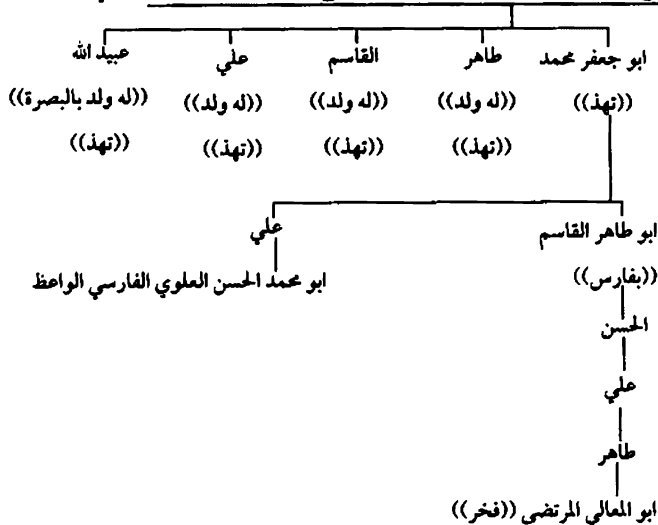 ابو جعفر محمد طاهر القاسم علي عبيد الله
((تهذ)) ((له ولد)) ((له ولد)) ((له ولد)) ((له ولد بالبصرة))
((تهذ)) ((تهذ)) ((تهذ)) ((تهذ))
ابو طاهر القاسم علي
((بفارس)) ابو محمد الحسن العلوي الفارسي الواعظ
الحسن
علي
طاهر
ابو المعالي المرتضى ((فخر))